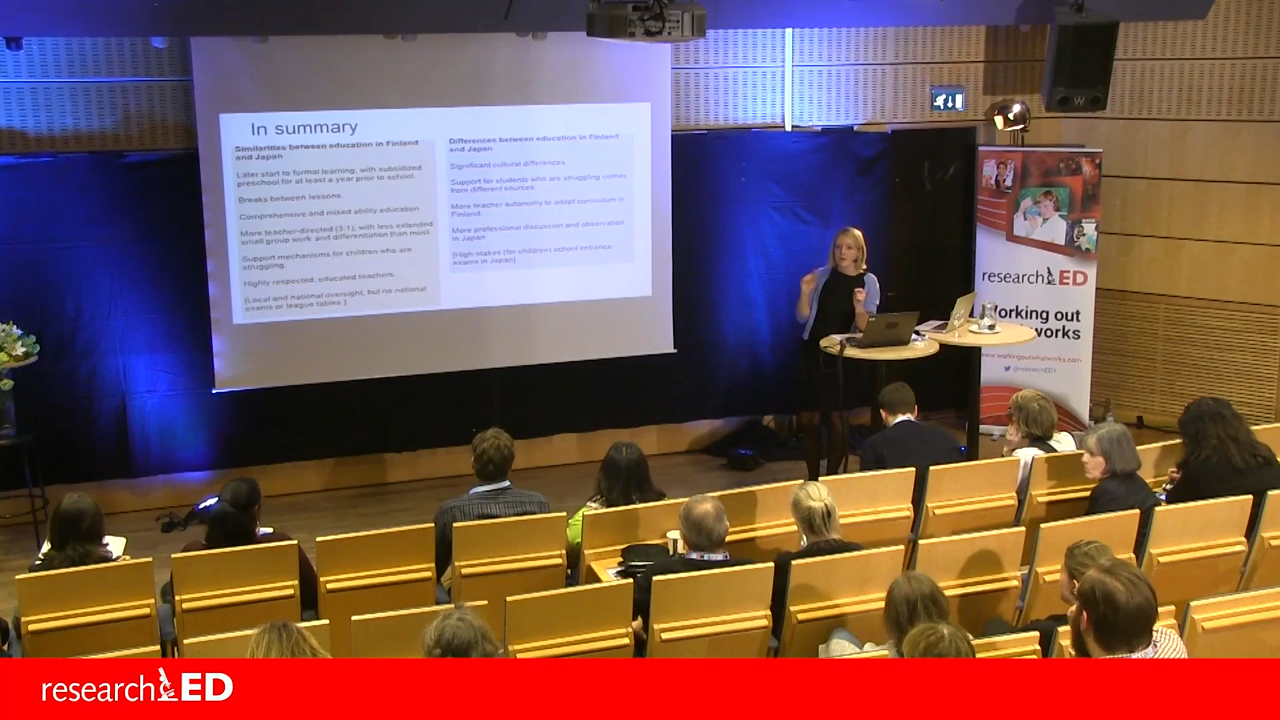 In summary
Similarities between education in Finland
and Japan
Later start to formal learning, with subsidized
preschool for at least a year prior to school.
Breaks between lessons.
Comprehensive and mixed ability education.
More teacher-directed (3:1), with less extended
small group work and differentiation than most.
Support mechanisms for children who are
struggling.
Highly respected, educated teachers.
[Local and national oversight, but no national
exams or league tables.]
Differences between education in Finland
and Japan
Significant cultural differences
Support for students who are struggling comes
from different sources.
More teacher autonomy to adapt curriculum in
Finland.
More professional discussion and observation
in Japan
[High-stakes (for children) school entrance
exams in Japan]
researchED
Working out
works
www.workingoutwhatworks.com
W
researchED